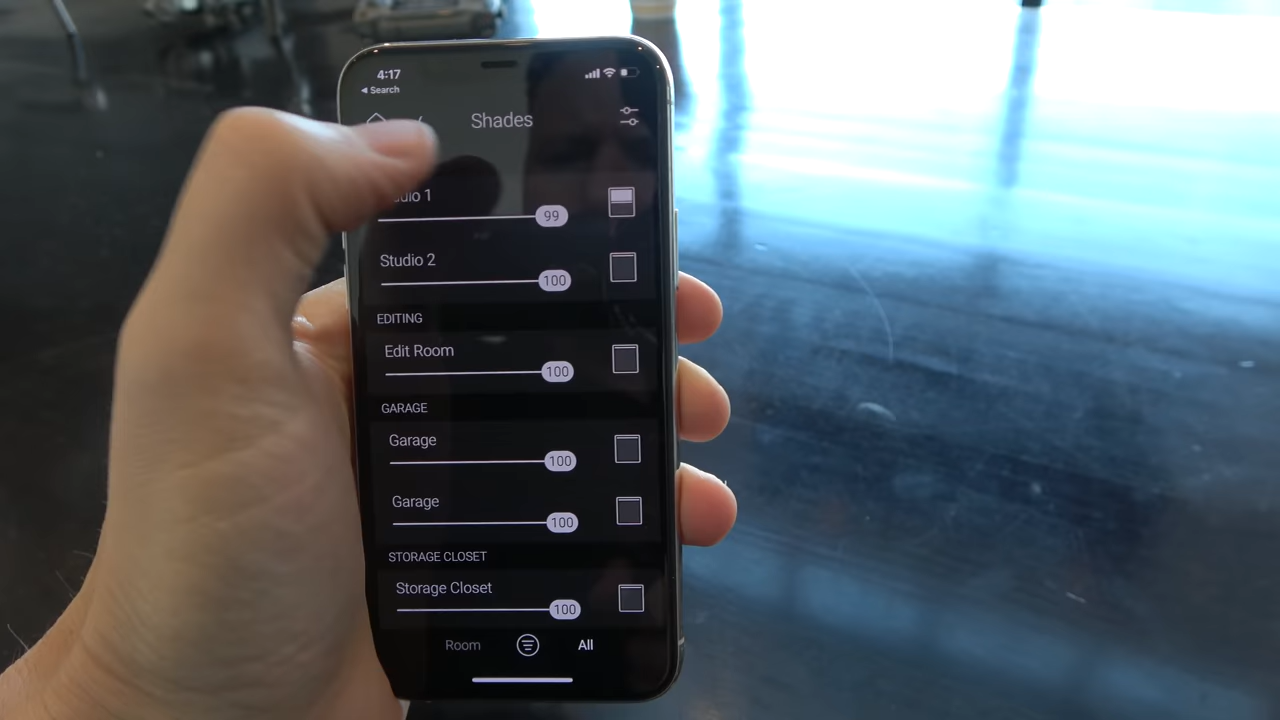 4:17
◂ Search
Shades
1
99
Studio 2
100
EDITING
Edit Room
100
GARAGE
Garage
100
Garage
100
STORAGE CLOSET
Storage Closet
100
Room
All